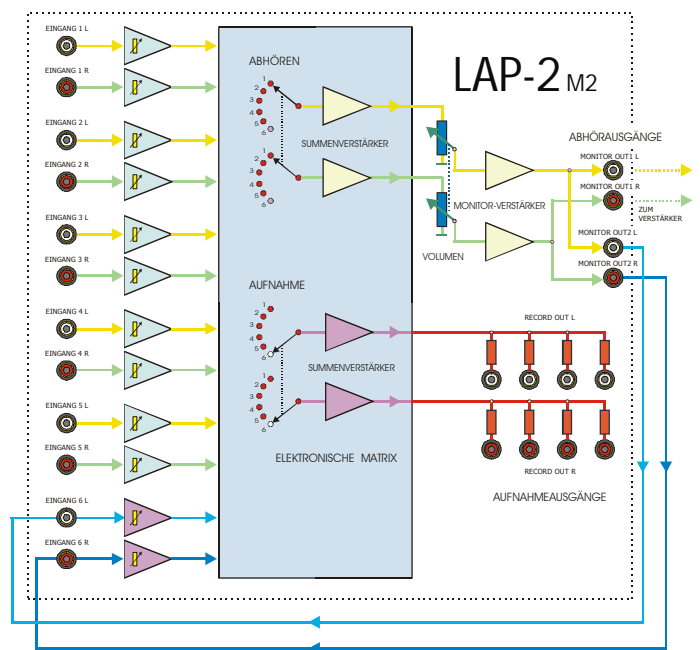 EINGANG 1 L
EINGANG 1 R
EINGANG 2 L
EINGANG 2 R
EINGANG 3 L
EINGANG 3 R
EINGANG 4 L
EINGANG 4 R
EINGANG 5 L
EINGANG 5 R
EINGANG 6 L
EINGANG 6 R
ABHÖREN
1
2
3
4
5
6
SUMMENVERSTÄRKER
1
2
3
4
5
6
AUFNAHME
1
2
3
4
5
6
SUMMENVERSTÄRKER
1
2
3
4
5
6
ELEKTRONISCHE MATRIX
LAP-2 M2
VOLUMEN
MONITOR-VERSTÄRKER
ABHÖRAUSGÄNGE
MONITOR OUT1 L
MONITOR OUT1 R
ZUM
VERSTÄRKER
MONITOR OUT2 L
MONITOR OUT2 R
RECORD OUT L
RECORD OUT R
AUFNAHMEAUSGÄNGE